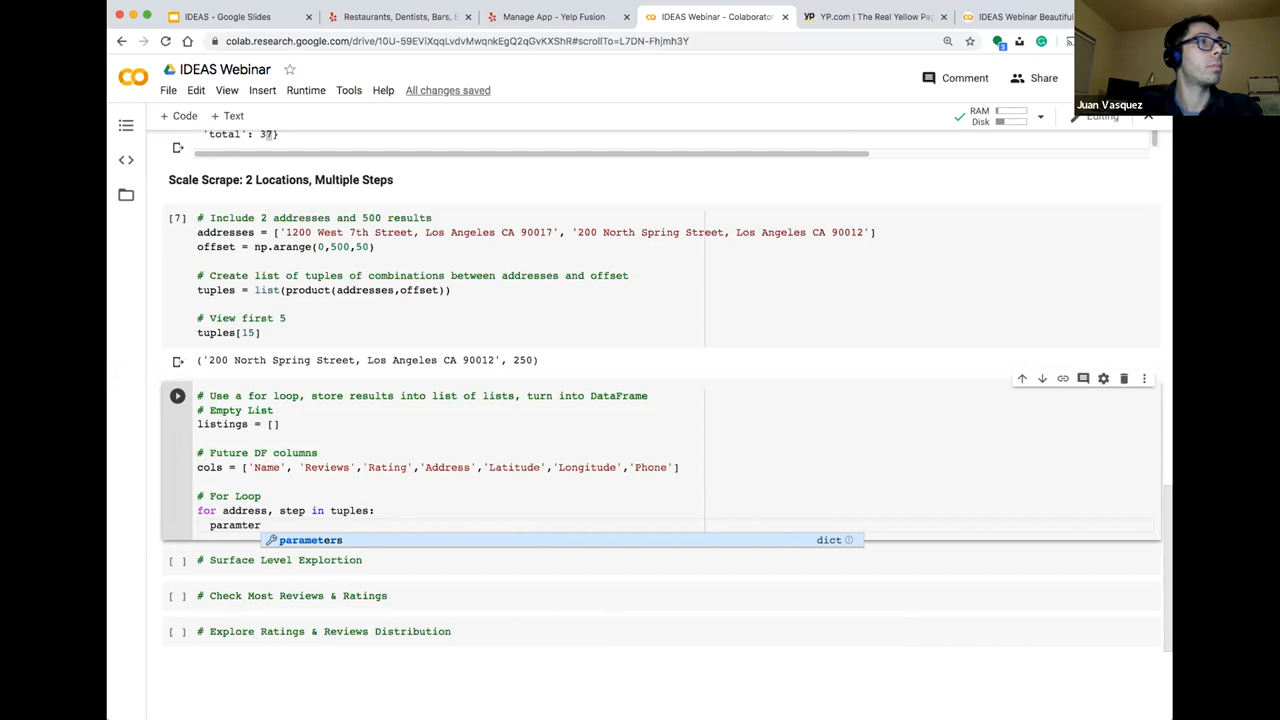 IDEAS - Google Slides
Restaurants, Dentists, Bars, E
Manage App - Yelp Fusion
IDEAS Webinar - Colaborator
YP.com | The Real Yellow Pa
IDEAS Webinar Beautiful
colab.research.google.com/drive/10U-59EViXqqLvdvMwqnkEgQ2qGvKXShR#scrollTo=L7DN-Fhjmh3Y
IDEAS Webinar
Comment
Share
File Edit View Insert Runtime Tools Help All changes saved
Juan Vasquez
+ Code + Text
RAM
Disk
Editing
'total': 37}
Scale Scrape: 2 Locations, Multiple Steps
[7] # Include 2 addresses and 500 results
addresses = ['1200 West 7th Street, Los Angeles CA 90017', '200 North Spring Street, Los Angeles CA 90012']
offset = np.arange(0,500,50)
# Create list of tuples of combinations between addresses and offset
tuples = list(product(addresses,offset))
# View first 5
tuples[15]
('200 North Spring Street, Los Angeles CA 90012', 250)
# Use a for loop, store results into list of lists, turn into DataFrame
# Empty List
listings = []
# Future DF columns
cols = ['Name', 'Reviews','Rating','Address','Latitude','Longitude','Phone']
# For Loop
for address, step in tuples:
paramter
parameters dict
[ ] # Surface Level Explortion
[ ] # Check Most Reviews & Ratings
[ ] # Explore Ratings & Reviews Distribution